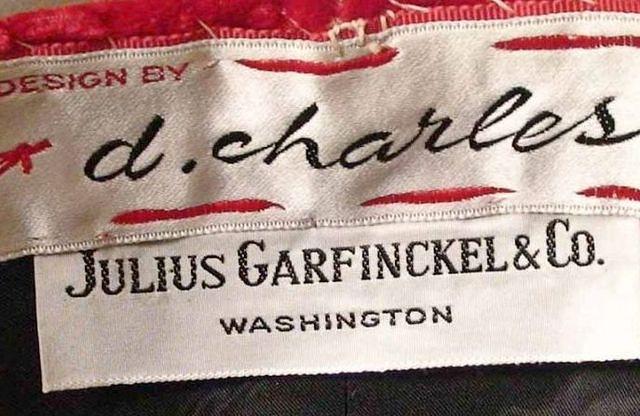 DESIGN BY
d. charles
JULIUS GARFINCKEL & CO.
WASHINGTON